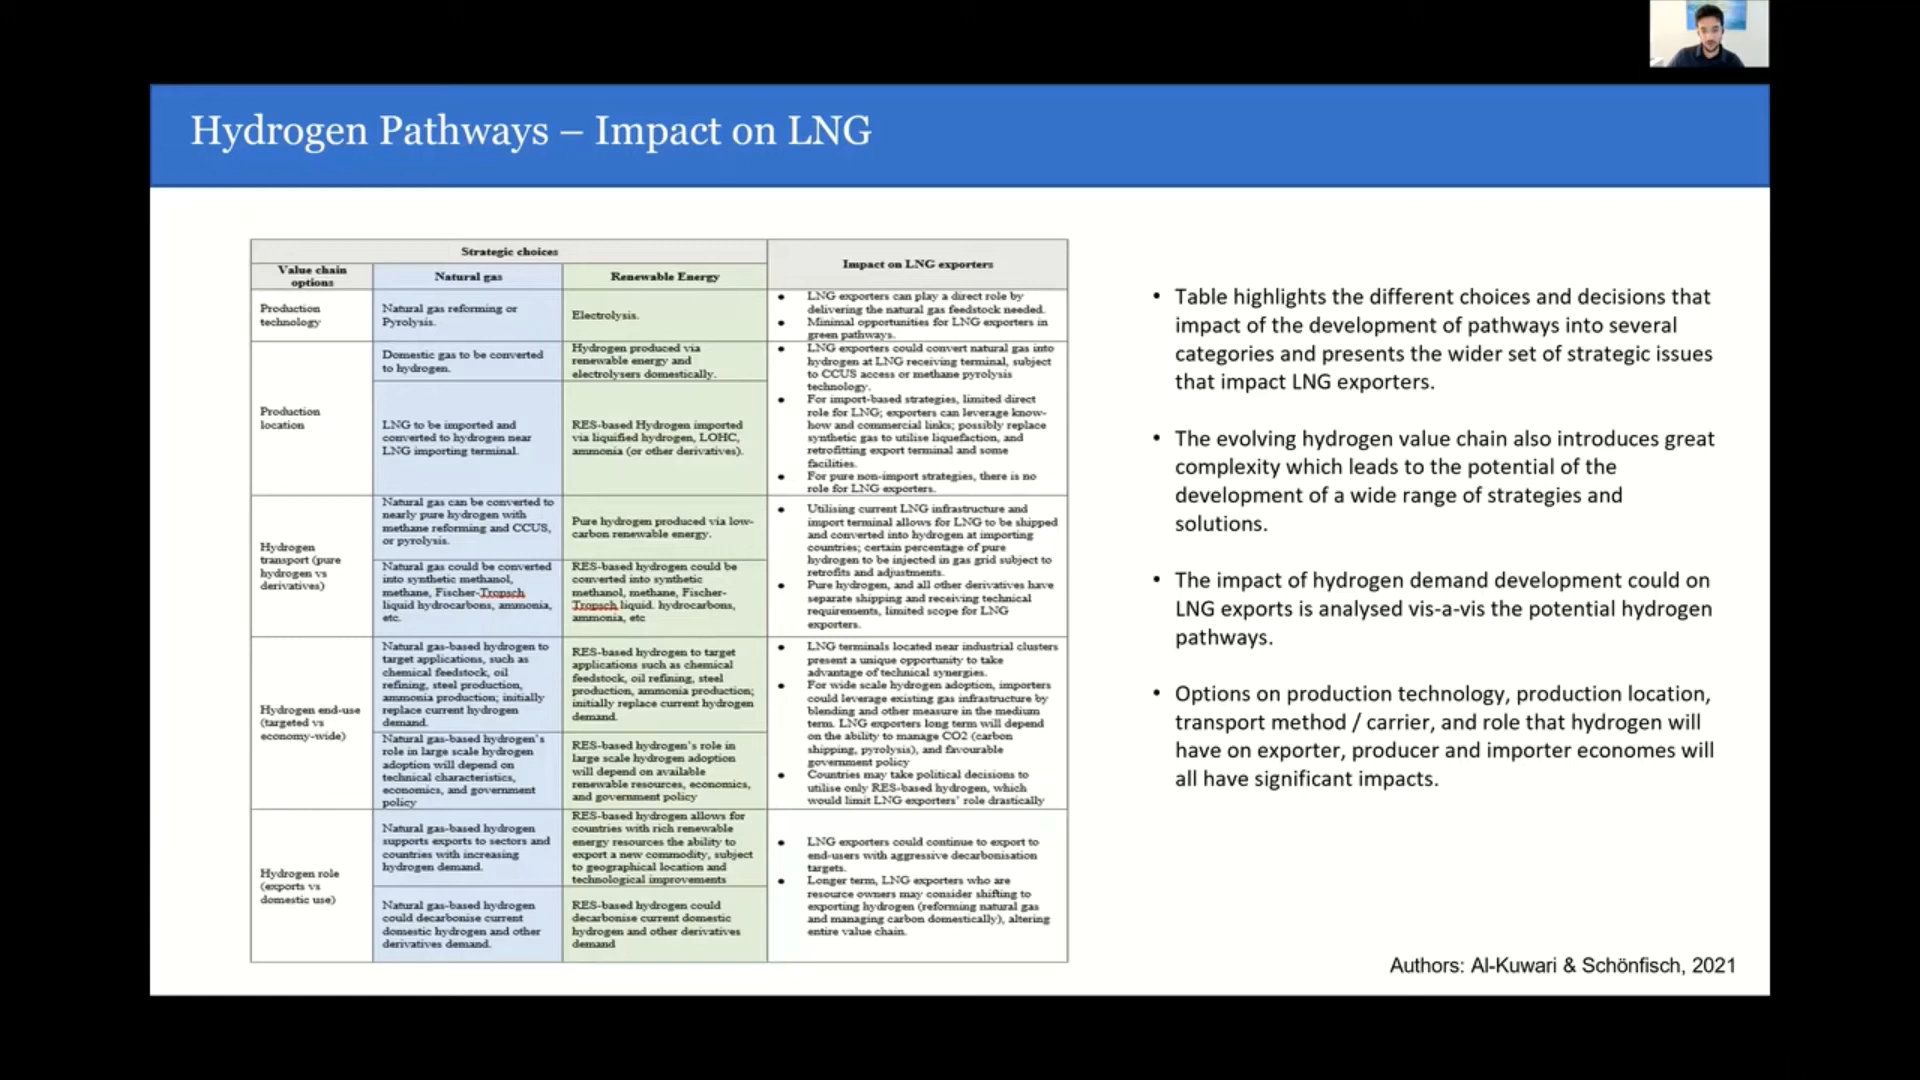 Hydrogen Pathways – Impact on LNG
Strategic choices
Impact on LNG exporters
Value chain
options
Natural gas
Renewable Energy
Production
technology
Natural gas reforming or
Pyrolysis.
Electrolysis.
● LNG exporters can play a direct role by
delivering the natural gas feedstock needed.
● Minimal opportunities for LNG exporters in
green pathways.
Production
location
Domestic gas to be converted
to hydrogen.
Hydrogen produced via
renewable energy and
electrolysers domestically.
LNG to be imported and
converted to hydrogen near
LNG importing terminal.
RES-based Hydrogen imported
via liquified hydrogen, LOHC,
ammonia (or other derivatives).
● LNG exporters could convert natural gas into
hydrogen at LNG receiving terminal, subject
to CCUS access or methane pyrolysis
technology.
● For import-based strategies, limited direct
role for LNG; exporters can leverage know-
how and commercial links; possibly replace
synthetic gas to utilise liquefaction, and
retrofitting export terminal and some
facilities.
● For pure non-import strategies, there is no
role for LNG exporters.
Hydrogen
transport (pure
hydrogen vs
derivatives)
Natural gas can be converted to
nearly pure hydrogen with
methane reforming and CCUS,
or pyrolysis.
Pure hydrogen produced via low-
carbon renewable energy.
Natural gas could be converted
into synthetic methanol,
methane, Fischer-Tropsch
liquid hydrocarbons, ammonia,
etc.
RES-based hydrogen could be
converted into synthetic
methanol, methane, Fischer-
Tropsch liquid. hydrocarbons,
ammonia, etc
● Utilising current LNG infrastructure and
import terminal allows for LNG to be shipped
and converted into hydrogen at importing
countries; certain percentage of pure
hydrogen to be injected in gas grid subject to
retrofits and adjustments.
● Pure hydrogen, and all other derivatives have
separate shipping and receiving technical
requirements, limited scope for LNG
exporters.
Hydrogen end-use
(targeted vs
economy-wide)
Natural gas-based hydrogen to
target applications, such as
chemical feedstock, oil
refining, steel production,
ammonia production; initially
replace current hydrogen
demand.
RES-based hydrogen to target
applications such as chemical
feedstock, oil refining, steel
production, ammonia production;
initially replace current hydrogen
demand.
Natural gas-based hydrogen's
role in large scale hydrogen
adoption will depend on
technical characteristics,
economics, and government
policy
RES-based hydrogen's role in
large scale hydrogen adoption
will depend on available
renewable resources, economics,
and government policy
● LNG terminals located near industrial clusters
present a unique opportunity to take
advantage of technical synergies.
● For wide scale hydrogen adoption, importers
could leverage existing gas infrastructure by
blending and other measure in the medium
term. LNG exporters long term will depend
on the ability to manage CO2 (carbon
shipping, pyrolysis), and favourable
government policy
● Countries may take political decisions to
utilise only RES-based hydrogen, which
would limit LNG exporters' role drastically
Hydrogen role
(exports vs
domestic use)
Natural gas-based hydrogen
supports exports to sectors and
countries with increasing
hydrogen demand.
RES-based hydrogen allows for
countries with rich renewable
energy resources the ability to
export a new commodity, subject
to geographical location and
technological improvements
Natural gas-based hydrogen
could decarbonise current
domestic hydrogen and other
derivatives demand.
RES-based hydrogen could
decarbonise current domestic
hydrogen and other derivatives
demand
● LNG exporters could continue to export to
end-users with aggressive decarbonisation
targets.
● Longer term, LNG exporters who are
resource owners may consider shifting to
exporting hydrogen (reforming natural gas
and managing carbon domestically), altering
entire value chain.
• Table highlights the different choices and decisions that
impact of the development of pathways into several
categories and presents the wider set of strategic issues
that impact LNG exporters.
• The evolving hydrogen value chain also introduces great
complexity which leads to the potential of the
development of a wide range of strategies and
solutions.
• The impact of hydrogen demand development could on
LNG exports is analysed vis-a-vis the potential hydrogen
pathways.
• Options on production technology, production location,
transport method / carrier, and role that hydrogen will
have on exporter, producer and importer economes will
all have significant impacts.
Authors: Al-Kuwari & Schönfisch, 2021